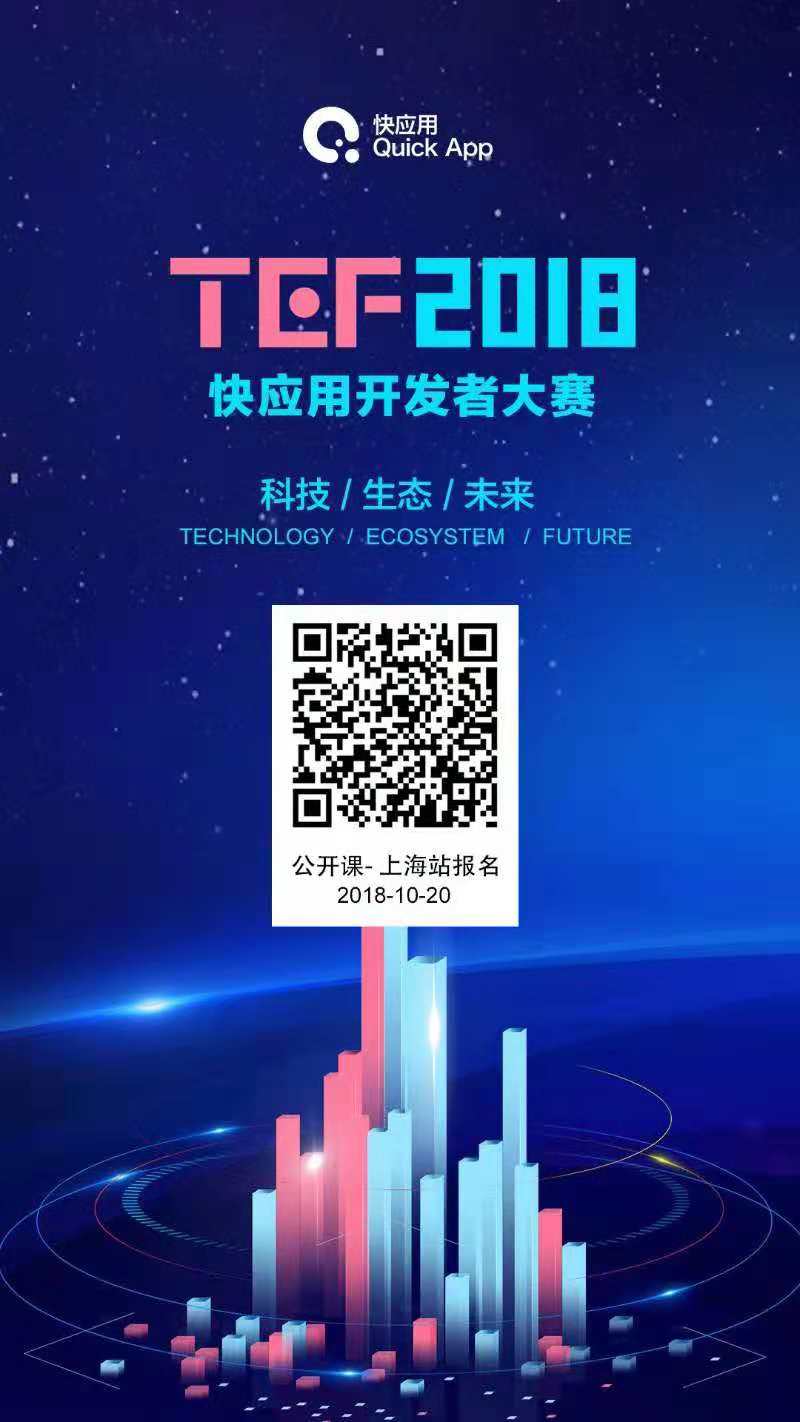 快应用
Quick App
TEF2018
快应用开发者大赛
科技 / 生态 / 未来
TECHNOLOGY / ECOSYSTEM / FUTURE
公开课- 上海站报名
2018-10-20